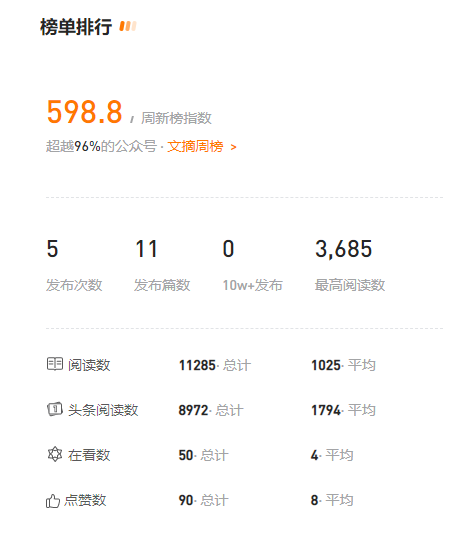 榜单排行
598.8 / 周新榜指数
超越96%的公众号 · 文摘周榜 >
5 11 0 3,685
发布次数 发布篇数 10w+发布 最高阅读数
阅读数 11285· 总计 1025· 平均
头条阅读数 8972· 总计 1794· 平均
在看数 50· 总计 4· 平均
点赞数 90· 总计 8· 平均